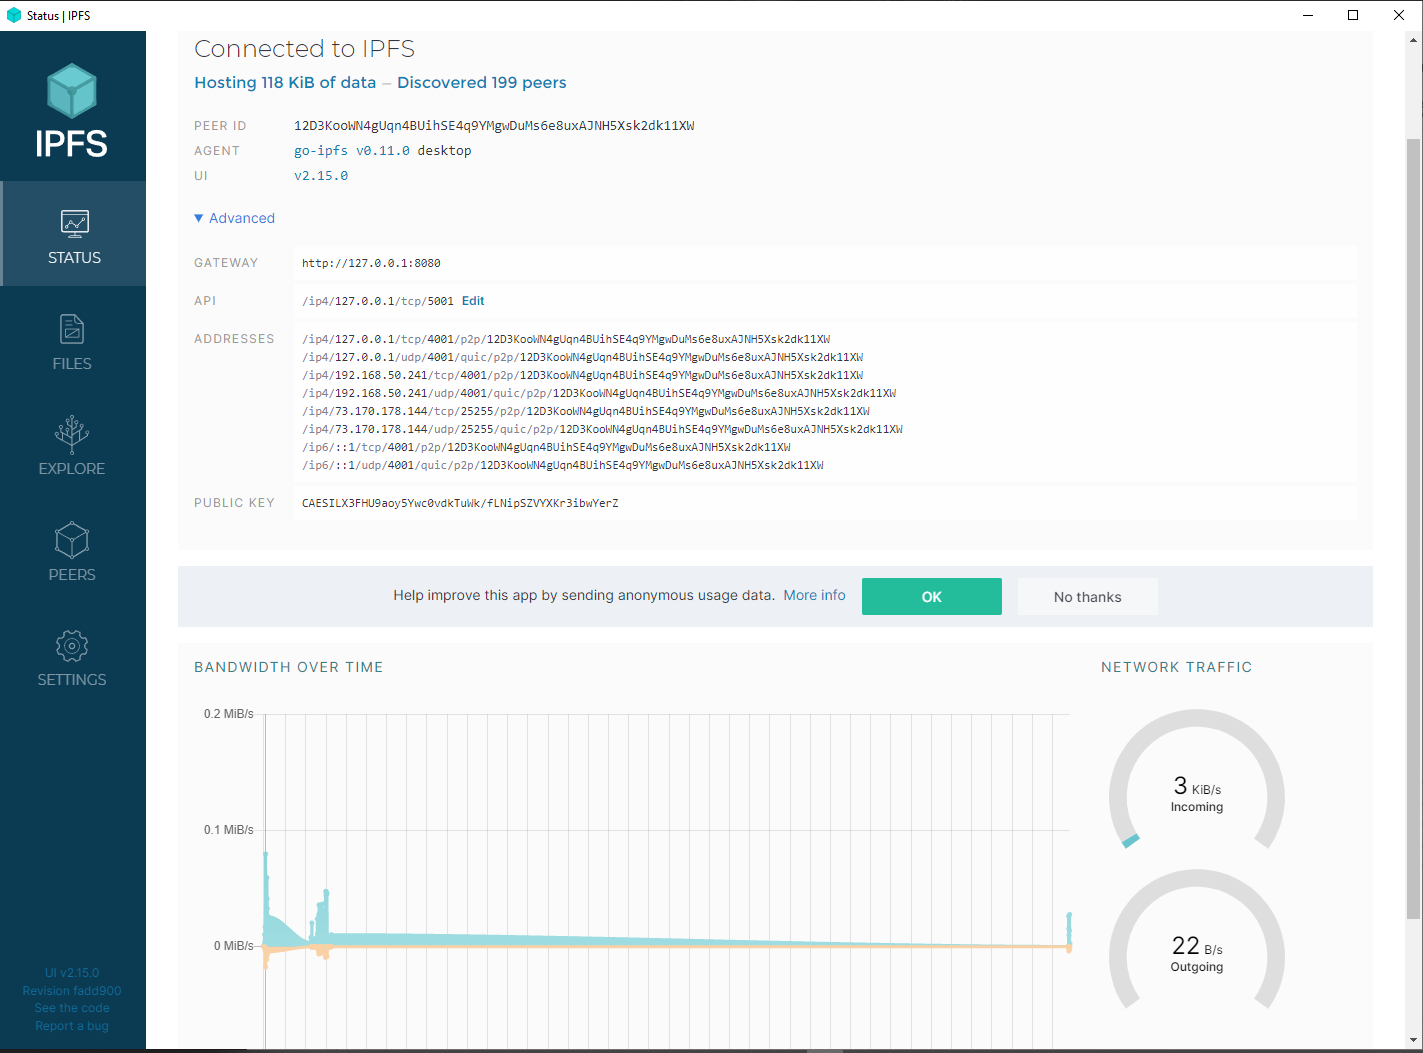 Status | IPFS
IPFS
STATUS
FILES
EXPLORE
PEERS
SETTINGS
UI v2.15.0
Revision fadd900
See the code
Report a bug
Connected to IPFS
Hosting 118 KiB of data — Discovered 199 peers
PEER ID 12D3KooWN4gUqn4BUihSE4q9YMgwDuMs6e8uxAJNH5Xsk2dk11XW
AGENT go-ipfs v0.11.0 desktop
UI v2.15.0
▼ Advanced
GATEWAY http://127.0.0.1:8080
API /ip4/127.0.0.1/tcp/5001 Edit
ADDRESSES /ip4/127.0.0.1/tcp/4001/p2p/12D3KooWN4gUqn4BUihSE4q9YMgwDuMs6e8uxAJNH5Xsk2dk11XW
/ip4/127.0.0.1/udp/4001/quic/p2p/12D3KooWN4gUqn4BUihSE4q9YMgwDuMs6e8uxAJNH5Xsk2dk11XW
/ip4/192.168.50.241/tcp/4001/p2p/12D3KooWN4gUqn4BUihSE4q9YMgwDuMs6e8uxAJNH5Xsk2dk11XW
/ip4/192.168.50.241/udp/4001/quic/p2p/12D3KooWN4gUqn4BUihSE4q9YMgwDuMs6e8uxAJNH5Xsk2dk11XW
/ip4/73.170.178.144/tcp/25255/p2p/12D3KooWN4gUqn4BUihSE4q9YMgwDuMs6e8uxAJNH5Xsk2dk11XW
/ip4/73.170.178.144/udp/25255/quic/p2p/12D3KooWN4gUqn4BUihSE4q9YMgwDuMs6e8uxAJNH5Xsk2dk11XW
/ip6/::1/tcp/4001/p2p/12D3KooWN4gUqn4BUihSE4q9YMgwDuMs6e8uxAJNH5Xsk2dk11XW
/ip6/::1/udp/4001/quic/p2p/12D3KooWN4gUqn4BUihSE4q9YMgwDuMs6e8uxAJNH5Xsk2dk11XW
PUBLIC KEY CAESILX3FHU9aoy5Ywc0vdkTuWk/fLNipSZVYXKr3ibwYerZ
Help improve this app by sending anonymous usage data. More info OK No thanks
BANDWIDTH OVER TIME
0.2 MiB/s
0.1 MiB/s
0 MiB/s
NETWORK TRAFFIC
3 KiB/s
Incoming
22 B/s
Outgoing